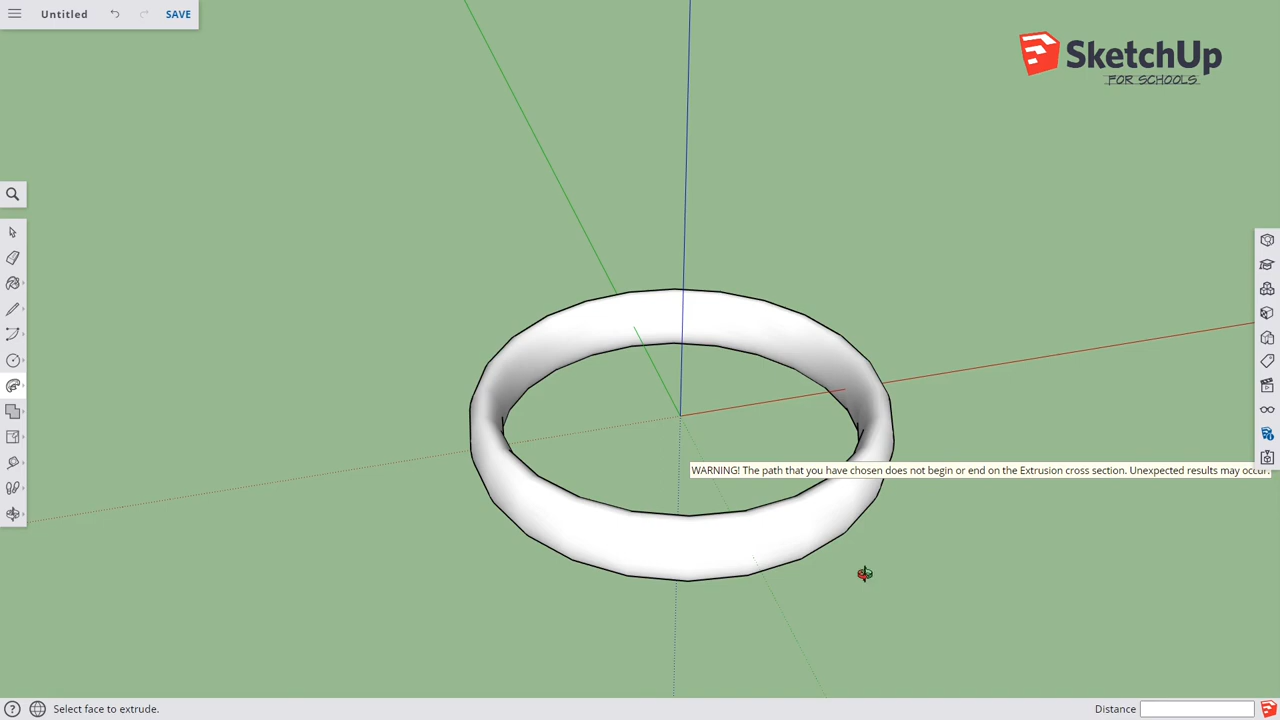 Untitled
SAVE
SketchUp
FOR SCHOOLS
WARNING! The path that you have chosen does not begin or end on the Extrusion cross section. Unexpected results may occur.
Select face to extrude.
Distance